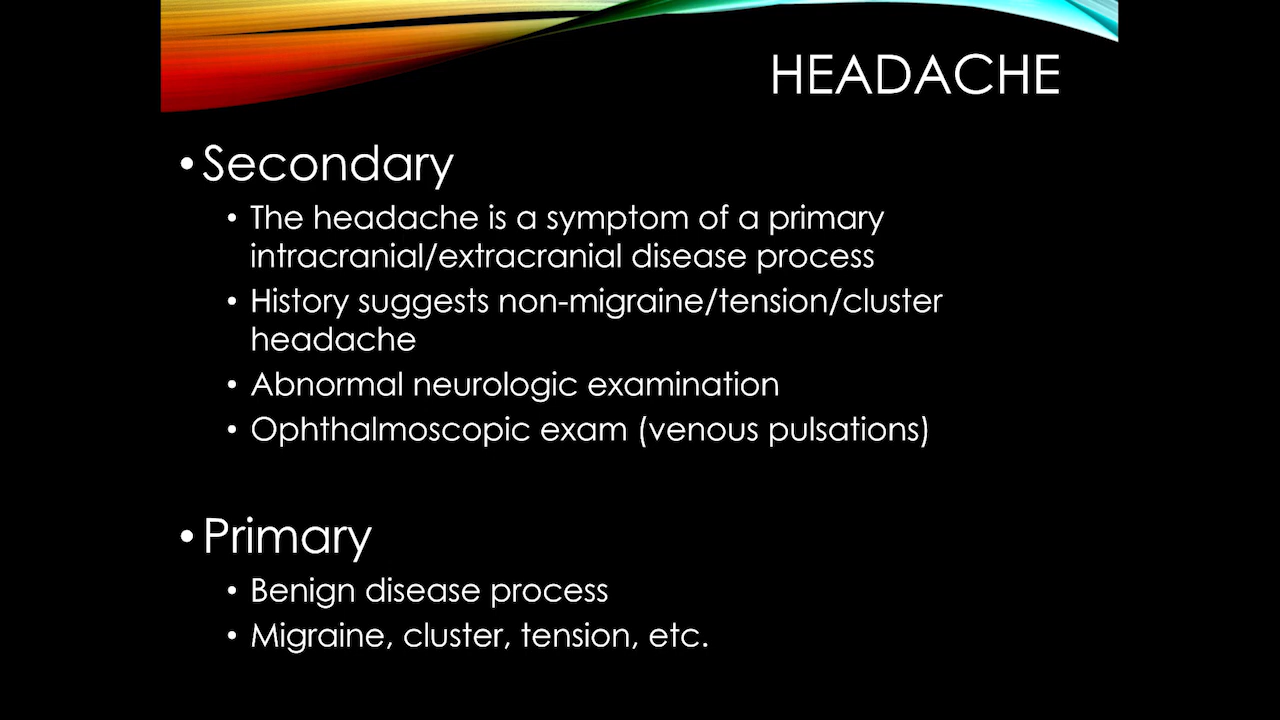 HEADACHE
• Secondary
• The headache is a symptom of a primary
intracranial/extracranial disease process
• History suggests non-migraine/tension/cluster
headache
• Abnormal neurologic examination
• Ophthalmoscopic exam (venous pulsations)
• Primary
• Benign disease process
• Migraine, cluster, tension, etc.